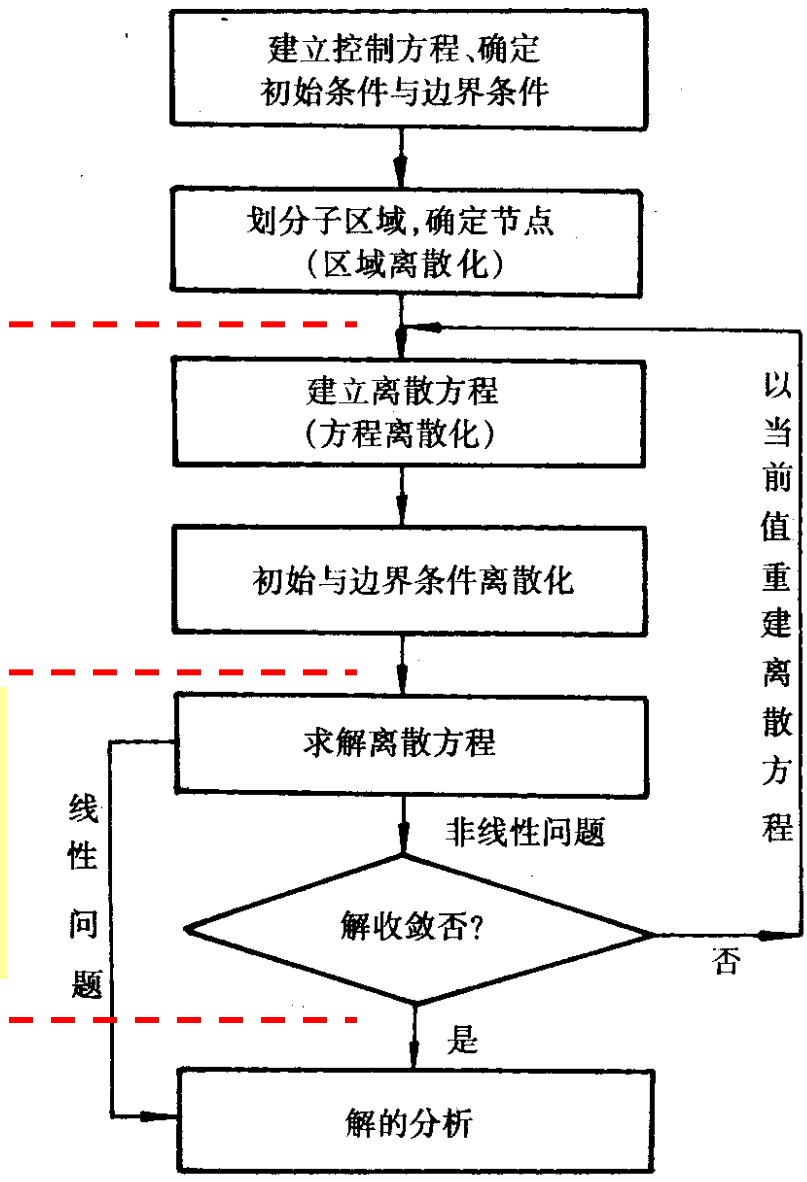 建立控制方程、确定
初始条件与边界条件
划分子区域,确定节点
(区域离散化)
建立离散方程
(方程离散化)
以当前值重建离散方程
初始与边界条件离散化
求解离散方程
线性问题
非线性问题
解收敛否?
否
是
解的分析